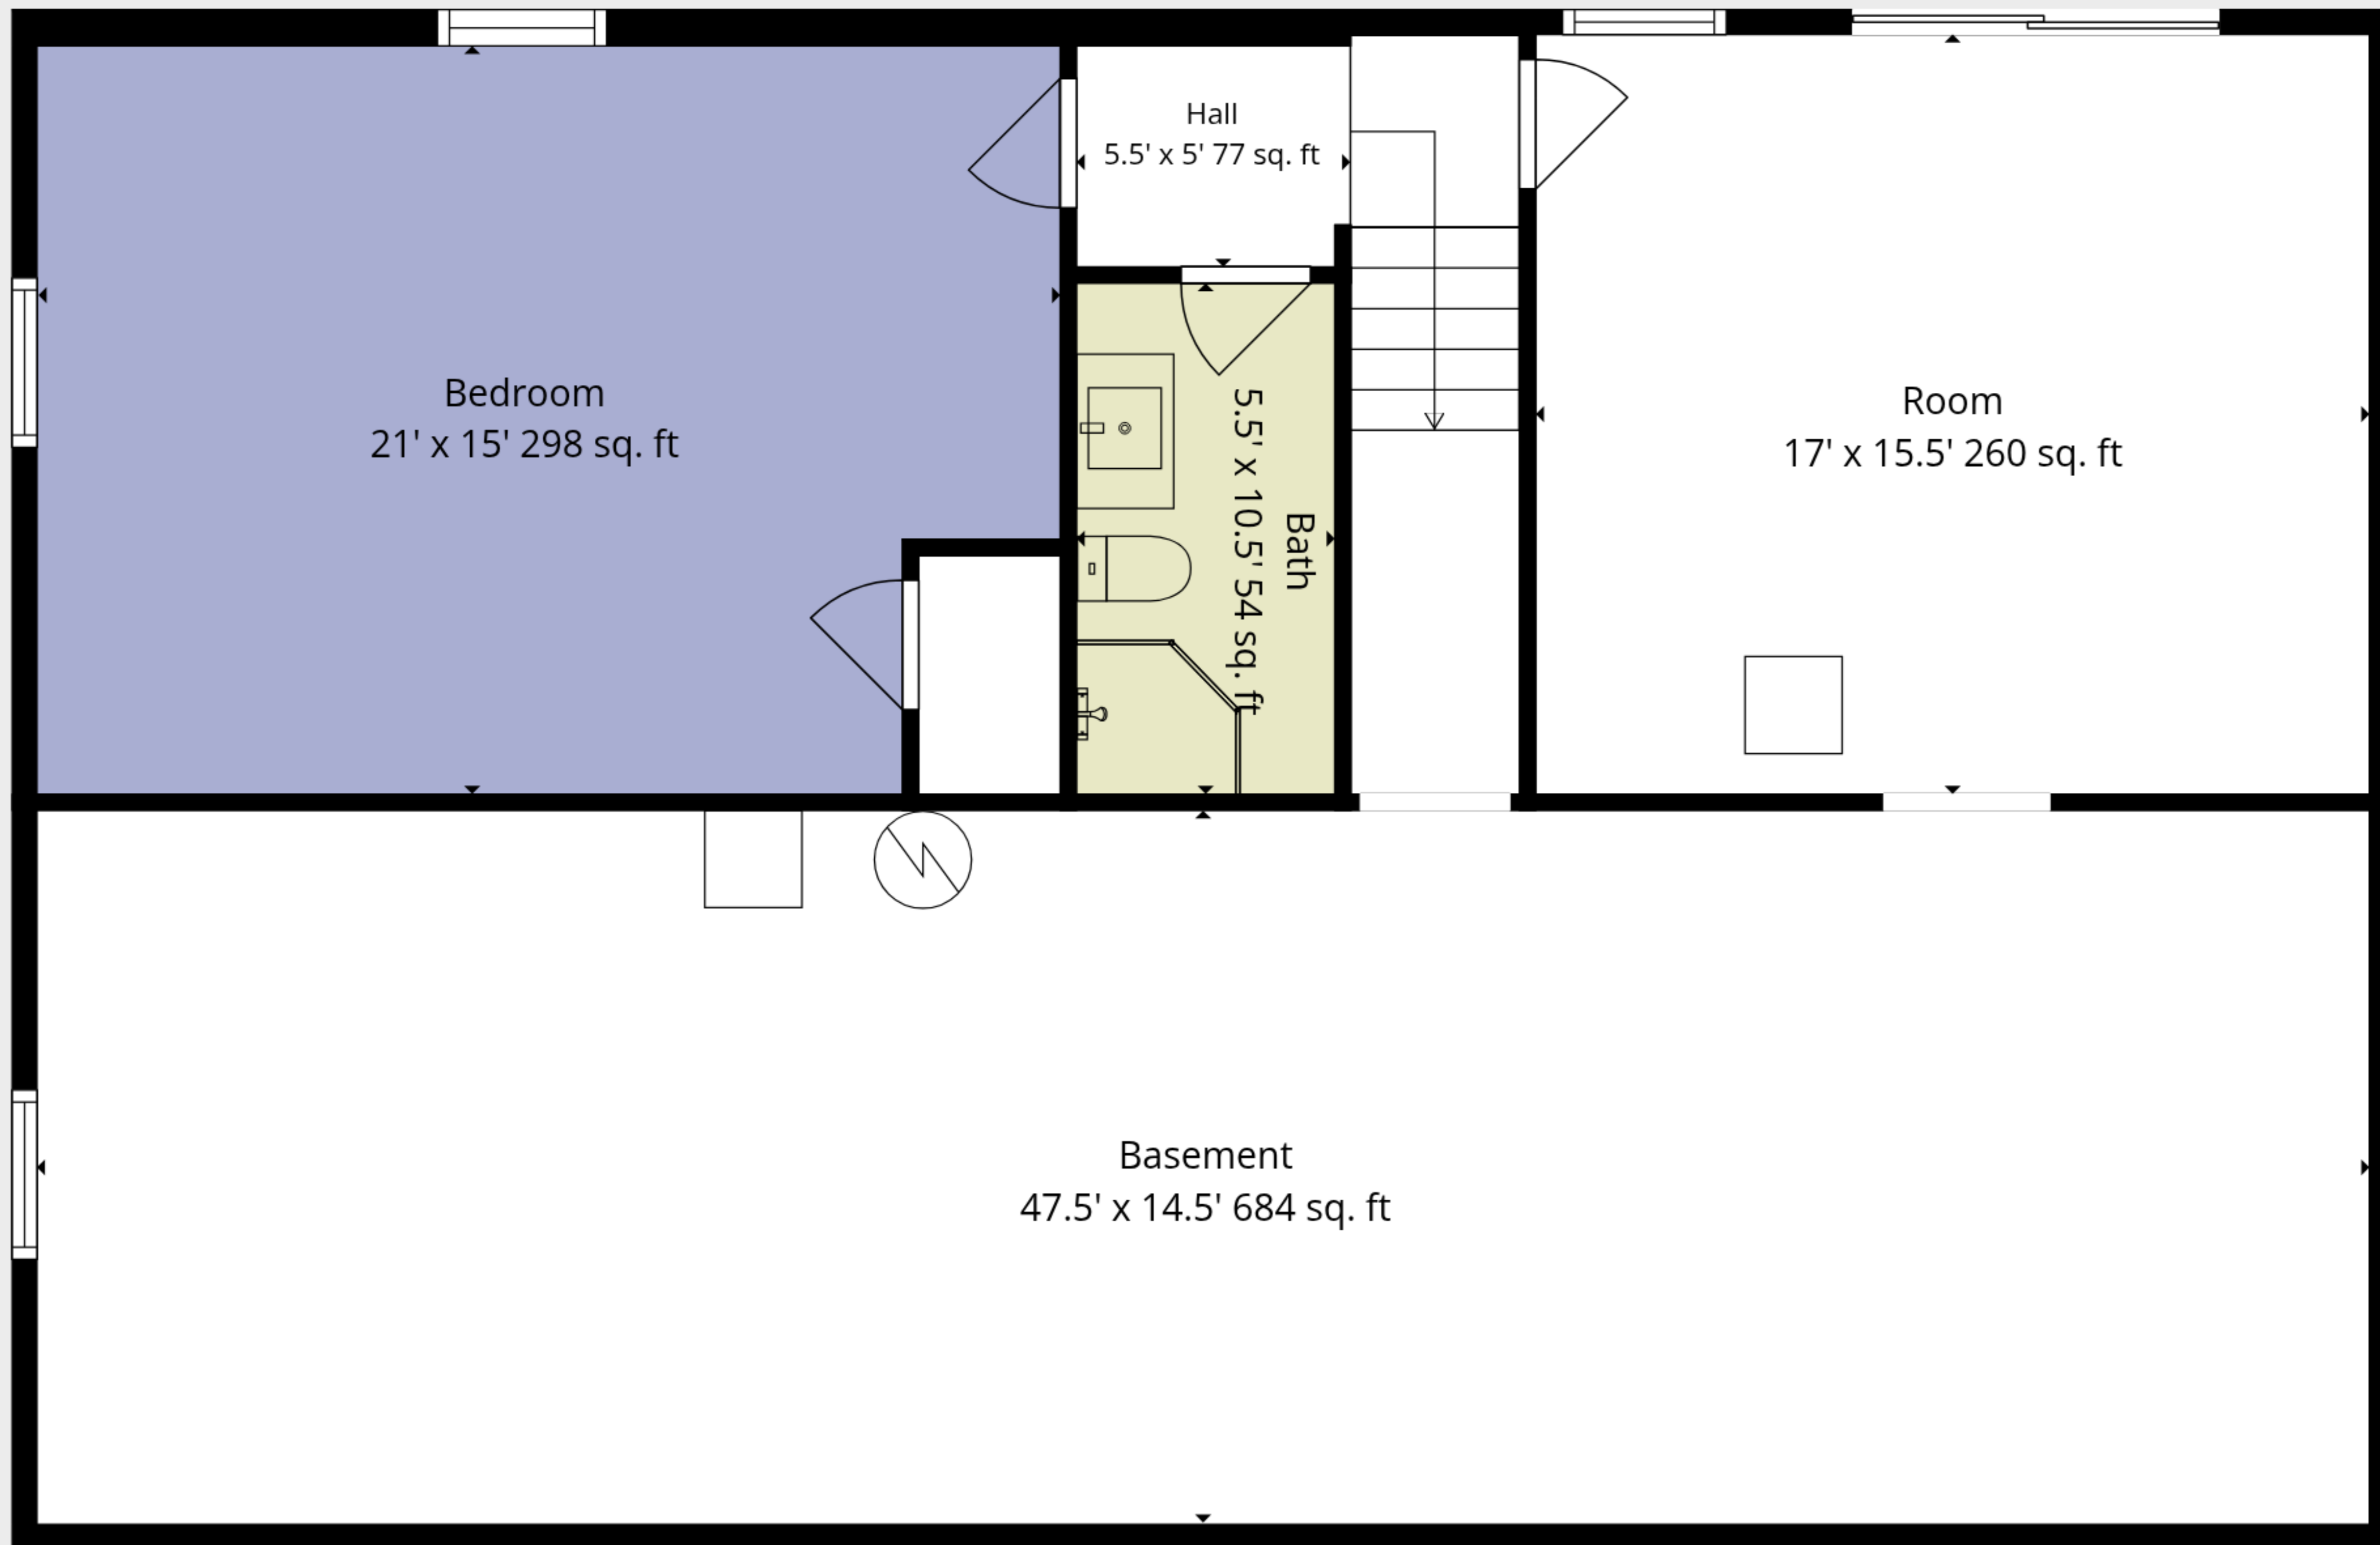 Hall
5.5' x 5' 77 sq. ft
Bedroom
21' x 15' 298 sq. ft
Bath
5.5' x 10.5' 54 sq. ft
Room
17' x 15.5' 260 sq. ft
Basement
47.5' x 14.5' 684 sq. ft